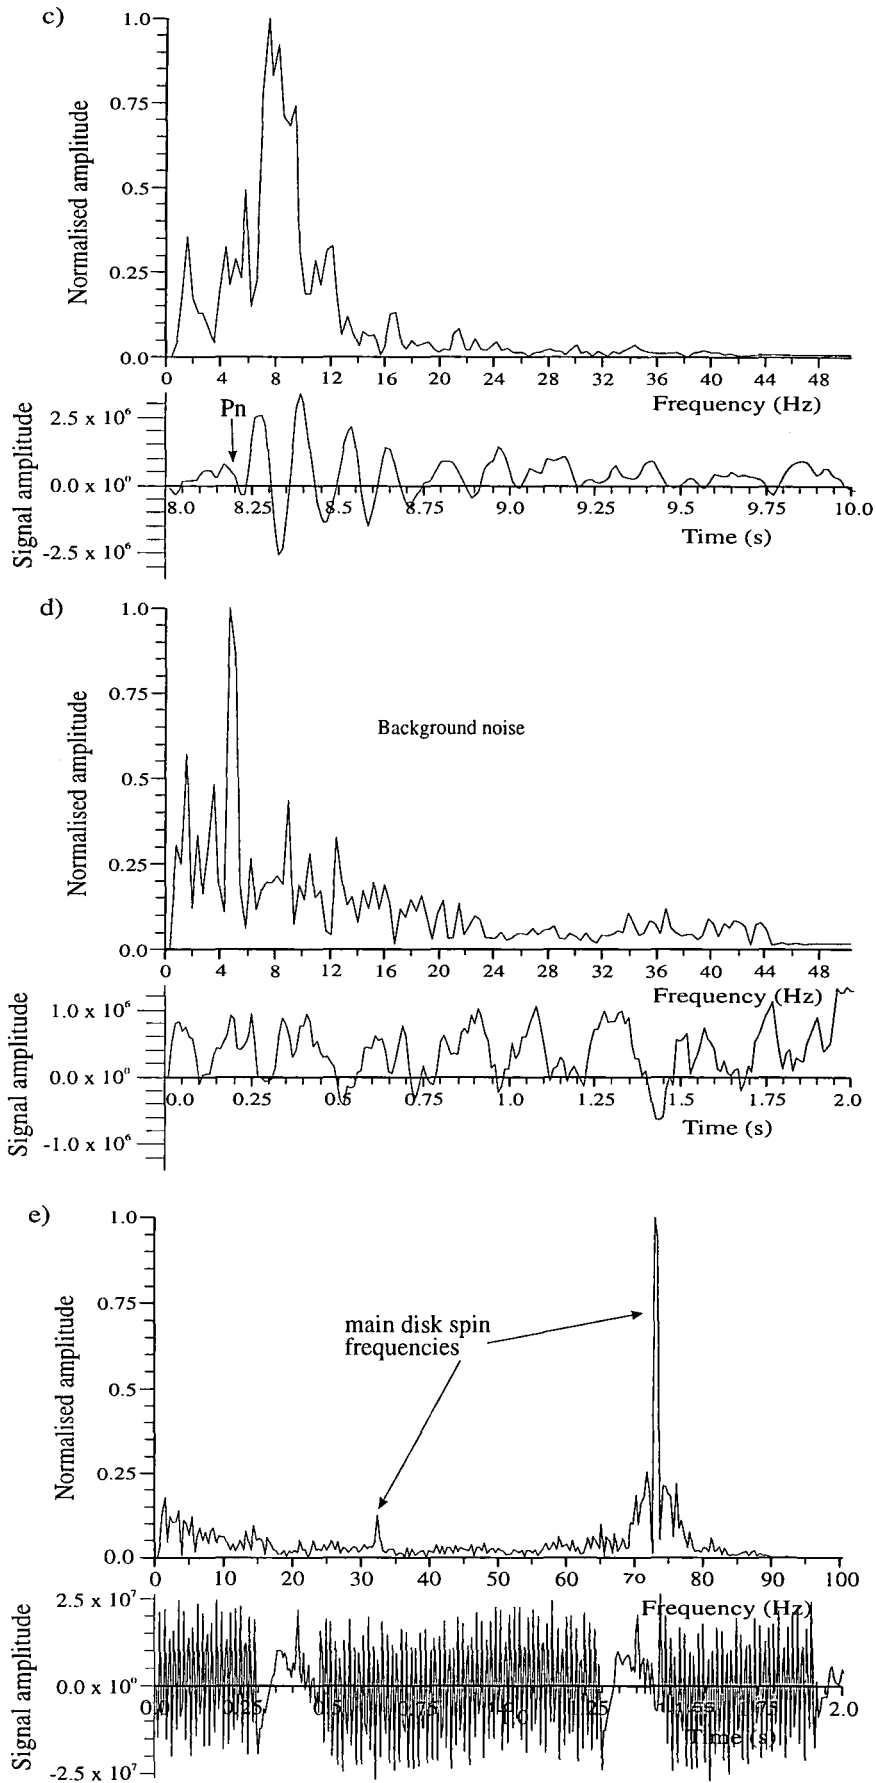 c)
1.0
0.75
0.5
0.25
0.0
Normalised amplitude
0 4 8 12 16 20 24 28 32 36 40 44 48
Frequency (Hz)
Pn
2.5 x 10⁶
0.0 x 10⁰
-2.5 x 10⁶
Signal amplitude
8.0 8.25 8.5 8.75 9.0 9.25 9.5 9.75 10.0
Time (s)
d)
1.0
0.75
0.5
0.25
0.0
Normalised amplitude
Background noise
0 4 8 12 16 20 24 28 32 36 40 44 48
Frequency (Hz)
1.0 x 10⁶
0.0 x 10⁰
-1.0 x 10⁶
Signal amplitude
0.0 0.25 0.5 0.75 1.0 1.25 1.5 1.75 2.0
Time (s)
e)
1.0
0.75
0.5
0.25
0.0
Normalised amplitude
main disk spin
frequencies
0 10 20 30 40 50 60 70 80 90 100
Frequency (Hz)
2.5 x 10⁷
0.0 x 10⁰
-2.5 x 10⁷
Signal amplitude
0.25 1.75 2.0
Time (s)